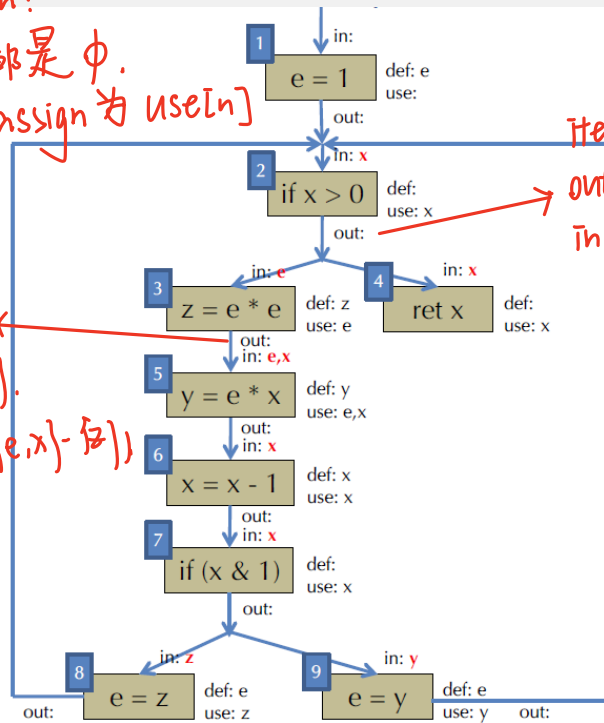 都是 φ.
assign 为 use[n]
1
in:
e = 1
def: e
use:
out:
in: x
2
if x > 0
def:
use: x
out:
out
in
in: e
in: x
3
z = e * e
def: z
use: e
4
ret x
def:
use: x
out:
in: e,x
5
y = e * x
def: y
use: e,x
out:
in: x
e,x}-{z})
6
x = x - 1
def: x
use: x
out:
in: x
7
if (x & 1)
def:
use: x
out:
in: z
in: y
8
e = z
def: e
use: z
out:
9
e = y
def: e
use: y
out: